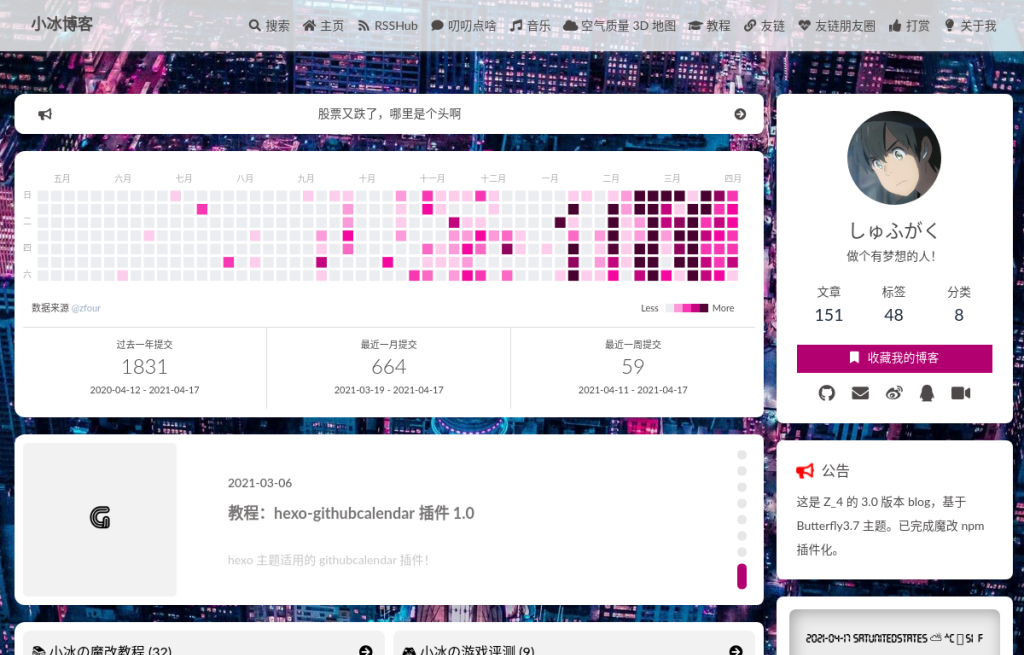 小冰博客
搜索 主页 RSSHub 叨叨点啥 音乐 空气质量 3D 地图 教程 友链 友链朋友圈 打赏 关于我
股票又跌了，哪里是个头啊
五月 六月 七月 八月 九月 十月 十一月 十二月 一月 二月 三月 四月
日
二
四
六
数据来源 @zfour
Less More
过去一年提交 最近一月提交 最近一周提交
1831 664 59
2020-04-12 - 2021-04-17 2021-03-19 - 2021-04-17 2021-04-11 - 2021-04-17
2021-03-06
教程：hexo-githubcalendar 插件 1.0
hexo 主题适用的 githubcalendar 插件！
小冰の魔改教程 (32) 小冰の游戏评测 (9)
しゅふがく
做个有梦想的人！
文章 标签 分类
151 48 8
收藏我的博客
公告
这是 Z_4 的 3.0 版本 blog，基于
Butterfly3.7 主题。已完成魔改 npm
插件化。
2021-04-17 SAT UNITED STATES